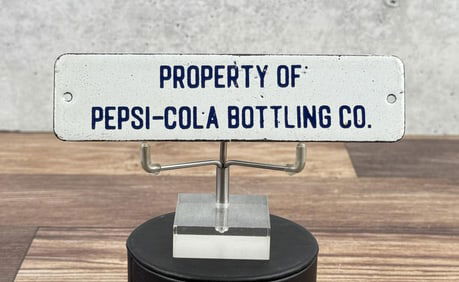 PROPERTY OF
PEPSI-COLA BOTTLING CO.